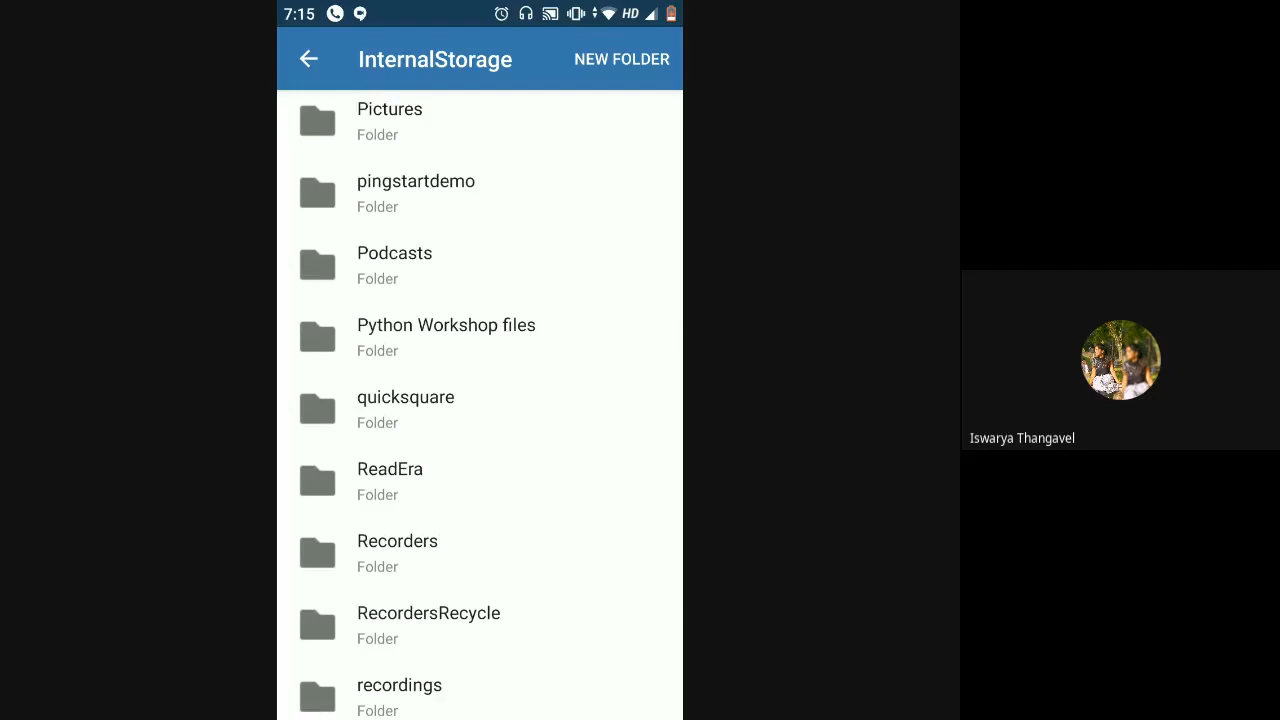 7:15 HD
InternalStorage NEW FOLDER
Pictures
Folder
pingstartdemo
Folder
Podcasts
Folder
Python Workshop files
Folder
quicksquare
Folder
ReadEra
Folder
Recorders
Folder
RecordersRecycle
Folder
recordings
Folder
Iswarya Thangavel